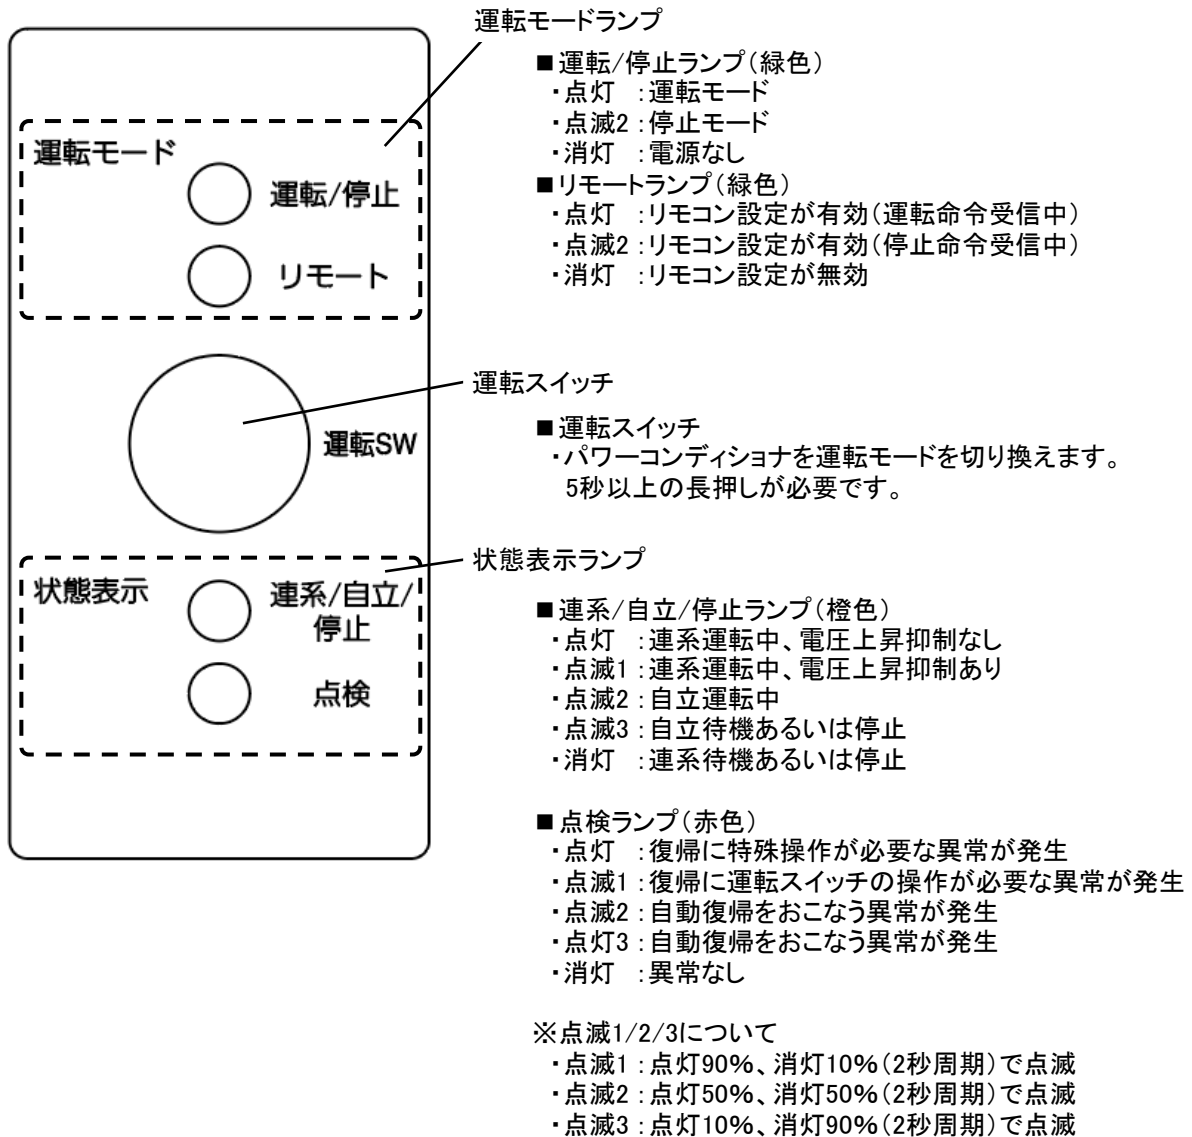 運転モードランプ
■運転/停止ランプ(緑色)
・点灯 :運転モード
・点滅2:停止モード
・消灯 :電源なし
■リモートランプ(緑色)
・点灯 :リモコン設定が有効(運転命令受信中)
・点滅2:リモコン設定が有効(停止命令受信中)
・消灯 :リモコン設定が無効
運転モード
運転/停止
リモート
運転スイッチ
■運転スイッチ
・パワーコンディショナを運転モードを切り換えます。
5秒以上の長押しが必要です。
運転SW
状態表示ランプ
■連系/自立/停止ランプ(橙色)
・点灯 :連系運転中、電圧上昇抑制なし
・点滅1:連系運転中、電圧上昇抑制あり
・点滅2:自立運転中
・点滅3:自立待機あるいは停止
・消灯 :連系待機あるいは停止
状態表示
連系/自立/
停止
点検
■点検ランプ(赤色)
・点灯 :復帰に特殊操作が必要な異常が発生
・点滅1:復帰に運転スイッチの操作が必要な異常が発生
・点滅2:自動復帰をおこなう異常が発生
・点灯3:自動復帰をおこなう異常が発生
・消灯 :異常なし
※点滅1/2/3について
・点滅1:点灯90%、消灯10%(2秒周期)で点滅
・点滅2:点灯50%、消灯50%(2秒周期)で点滅
・点滅3:点灯10%、消灯90%(2秒周期)で点滅